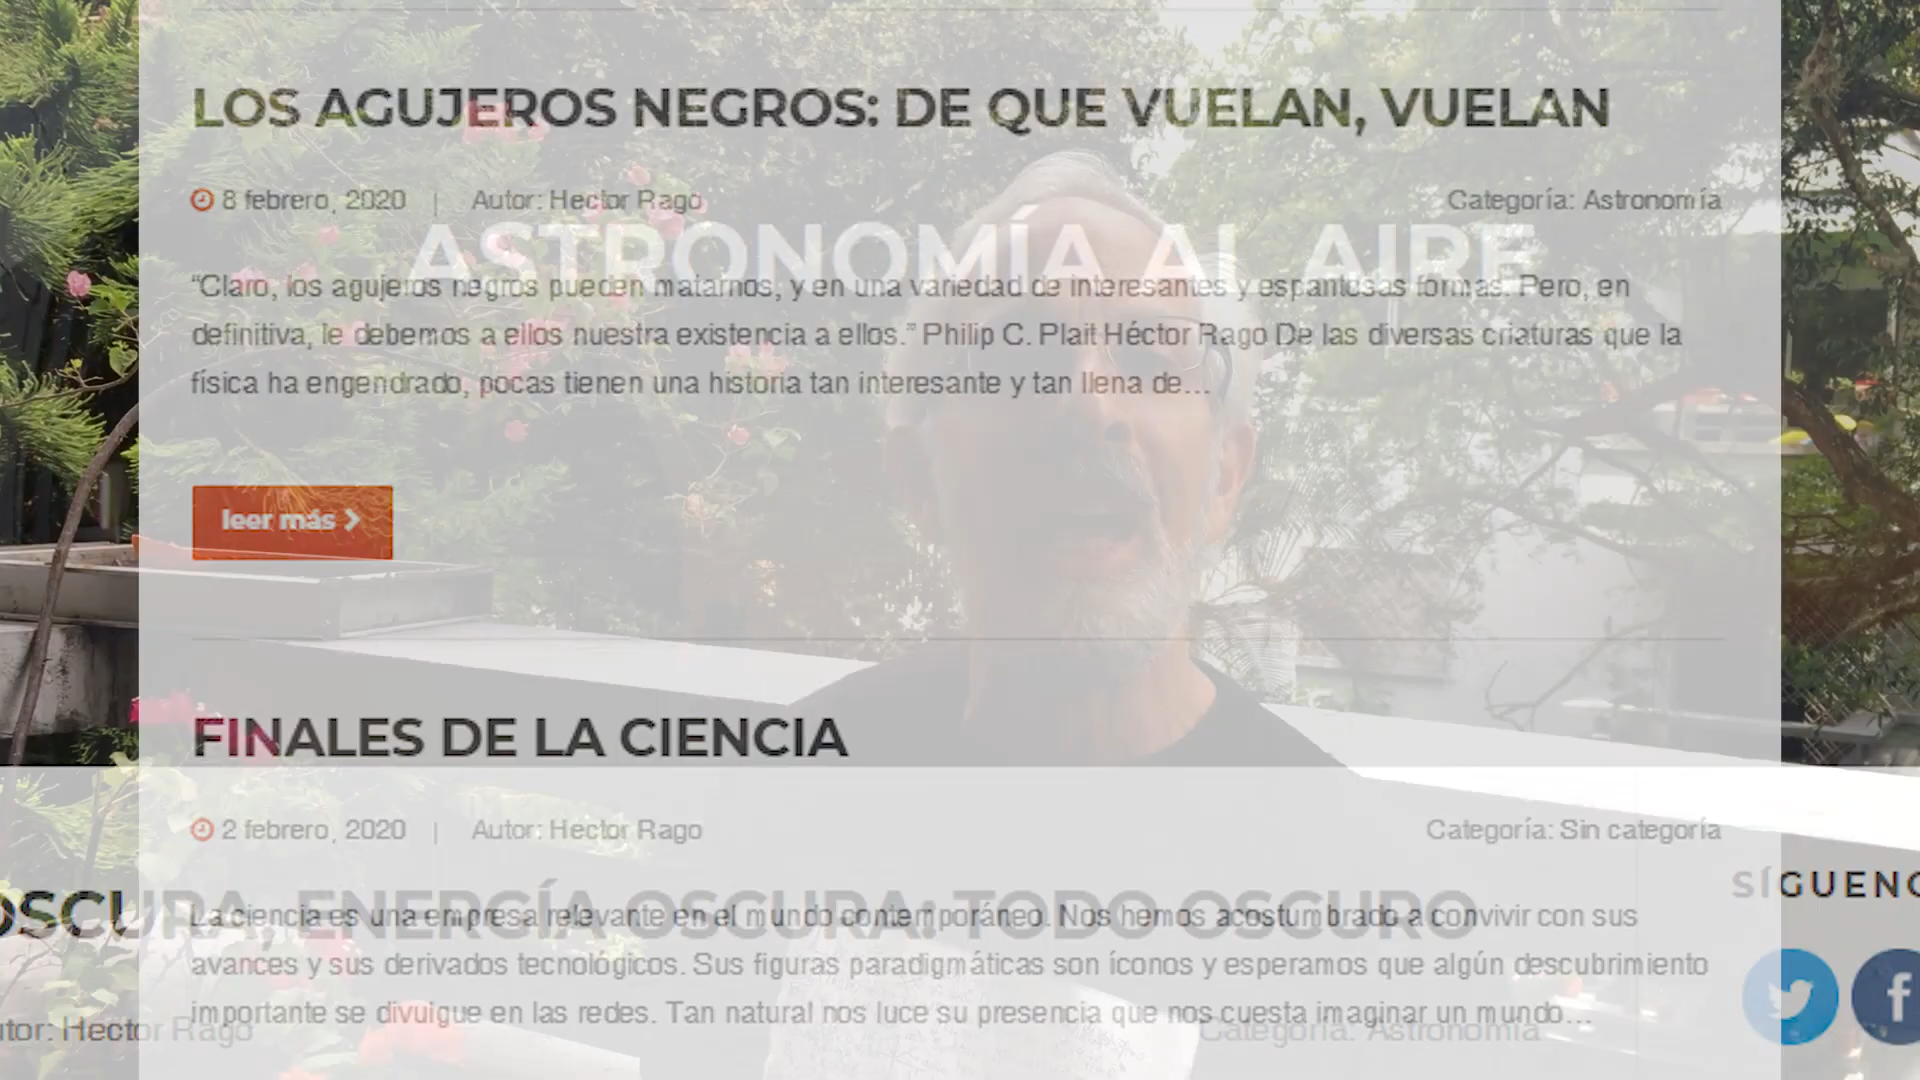 LOS AGUJEROS NEGROS: DE QUE VUELAN, VUELAN
8 febrero, 2020 | Autor: Hector Rago Categoría: Astronomía
ASTRONOMÍA AL AIRE
“Claro, los agujeros negros pueden matarnos, y en una variedad de interesantes y espantosas formas. Pero, en
definitiva, le debemos a ellos nuestra existencia a ellos.” Philip C. Plait Héctor Rago De las diversas criaturas que la
física ha engendrado, pocas tienen una historia tan interesante y tan llena de...
leer más
FINALES DE LA CIENCIA
2 febrero, 2020 | Autor: Hector Rago Categoría: Sin categoría
SÍGUENO
OSCURA, ENERGÍA OSCURA: TODO OSCURO
La ciencia es una empresa relevante en el mundo contemporáneo. Nos hemos acostumbrado a convivir con sus
avances y sus derivados tecnológicos. Sus figuras paradigmáticas son íconos y esperamos que algún descubrimiento
importante se divulgue en las redes. Tan natural nos luce su presencia que nos cuesta imaginar un mundo...
utor: Hector Rago Categoría: Astronomía